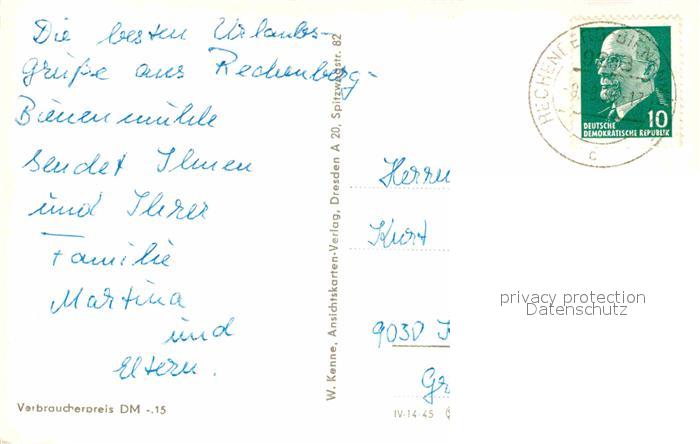 Die besten Urlaubs-
grüße aus Rechenberg-
Bienenmühle
sendet Ihnen
und Ihrer
Familie
Martina
und
Eltern.
Verbraucherpreis DM -.15
W. Kenne, Ansichtskarten-Verlag, Dresden A 20, Spitzwegstr. 82
10
DEUTSCHE
DEMOKRATISCHE REPUBLIK
c
Herrn
Kurt
privacy protection
Datenschutz
9030
IV-14-45